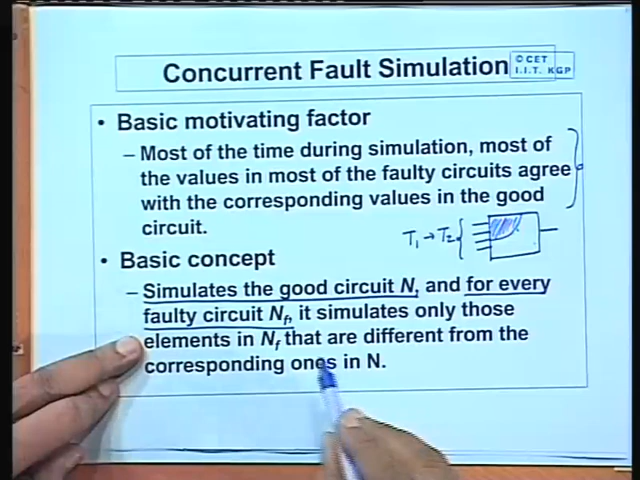 Concurrent Fault Simulation
© CET
I.I.T. KGP
• Basic motivating factor
– Most of the time during simulation, most of
the values in most of the faulty circuits agree
with the corresponding values in the good
circuit.
T1 → T2
• Basic concept
– Simulates the good circuit N, and for every
faulty circuit Nf, it simulates only those
elements in Nf that are different from the
corresponding ones in N.